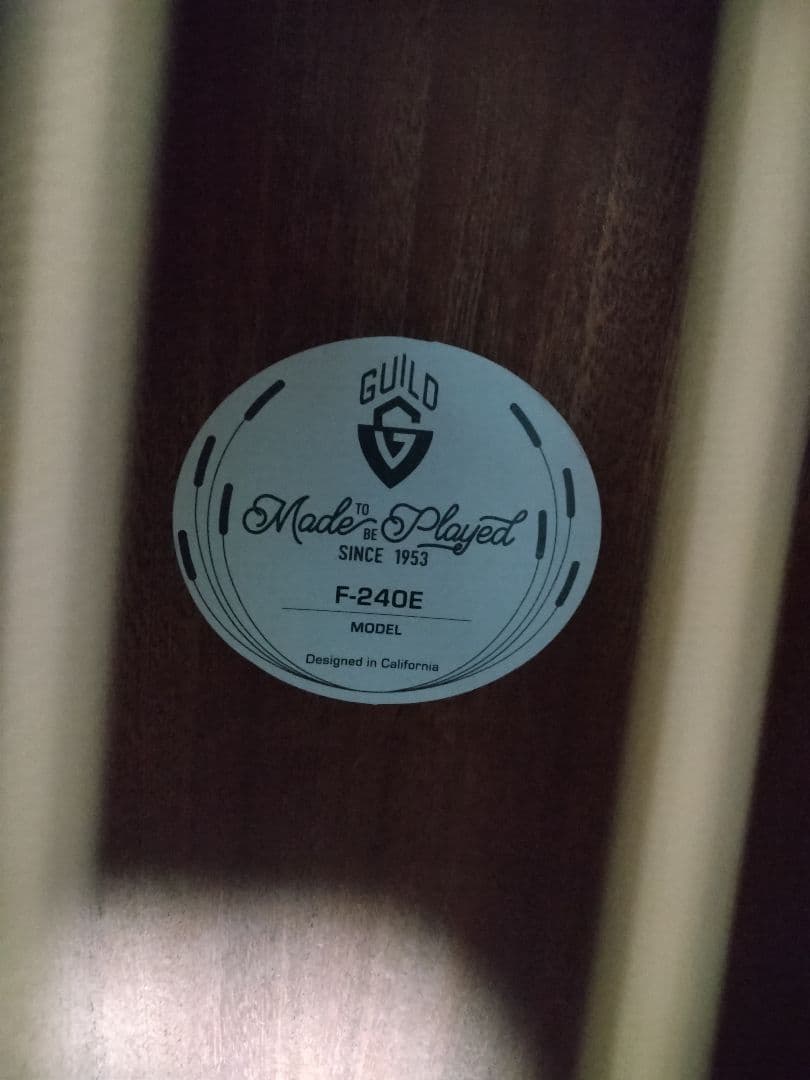 GUILD
G
Made TO BE Played
SINCE 1953
F-240E
MODEL
Designed in California